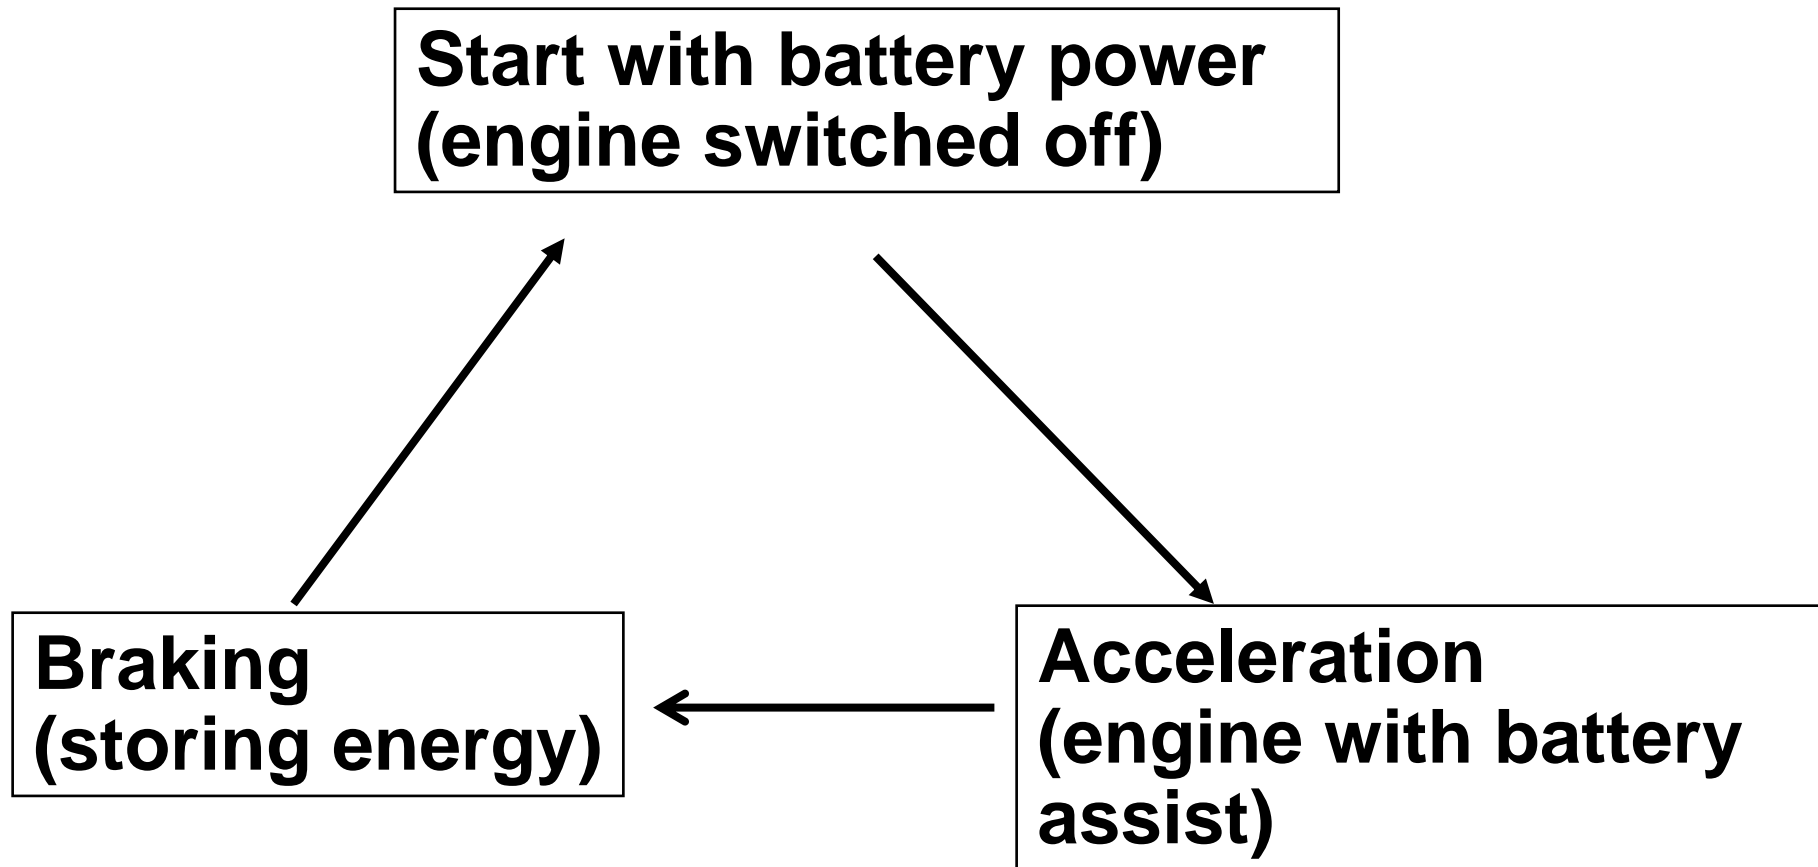 Start with battery power
(engine switched off)
Braking
(storing energy)
Acceleration
(engine with battery
assist)